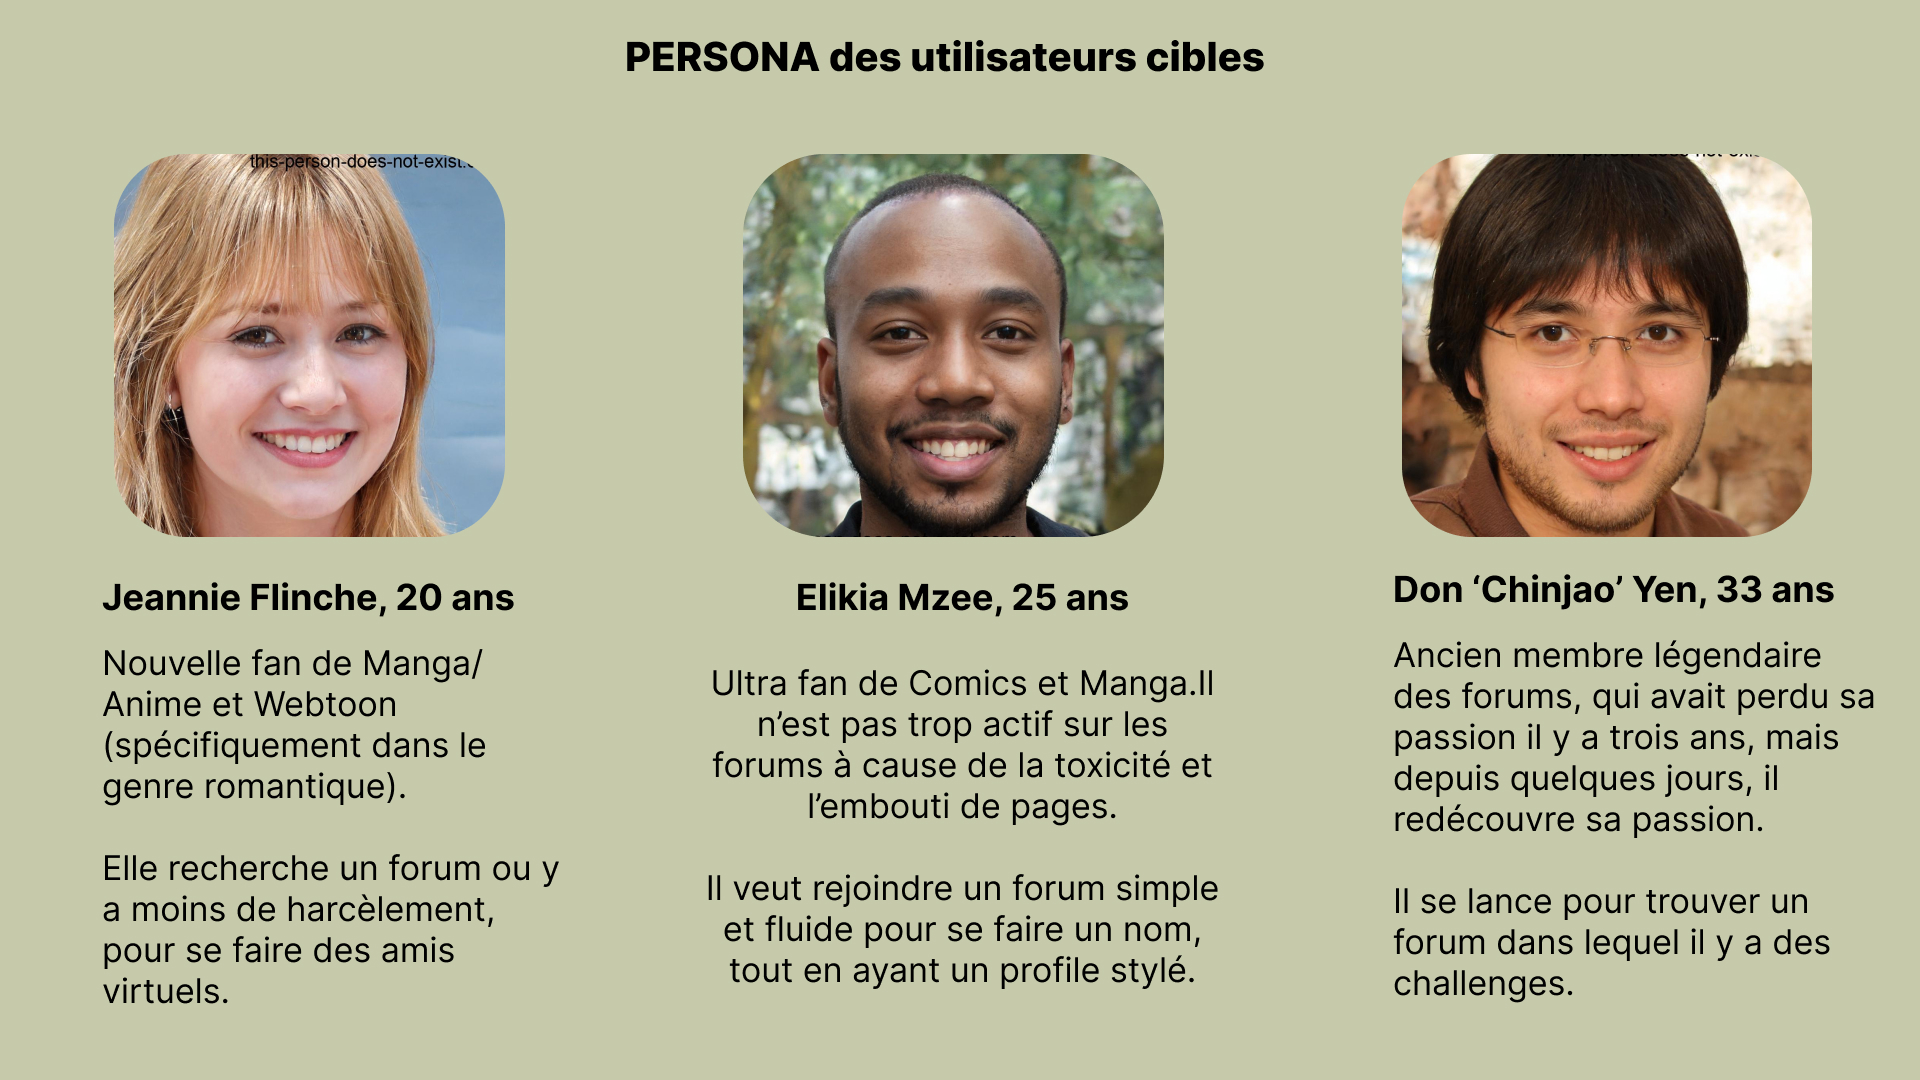 PERSONA des utilisateurs cibles
this-person-does-not-exist.
Jeannie Flinche, 20 ans
Nouvelle fan de Manga/
Anime et Webtoon
(spécifiquement dans le
genre romantique).
Elle recherche un forum ou y
a moins de harcèlement,
pour se faire des amis
virtuels.
Elikia Mzee, 25 ans
Ultra fan de Comics et Manga.Il
n’est pas trop actif sur les
forums à cause de la toxicité et
l’embouti de pages.
Il veut rejoindre un forum simple
et fluide pour se faire un nom,
tout en ayant un profile stylé.
Don ‘Chinjao’ Yen, 33 ans
Ancien membre légendaire
des forums, qui avait perdu sa
passion il y a trois ans, mais
depuis quelques jours, il
redécouvre sa passion.
Il se lance pour trouver un
forum dans lequel il y a des
challenges.